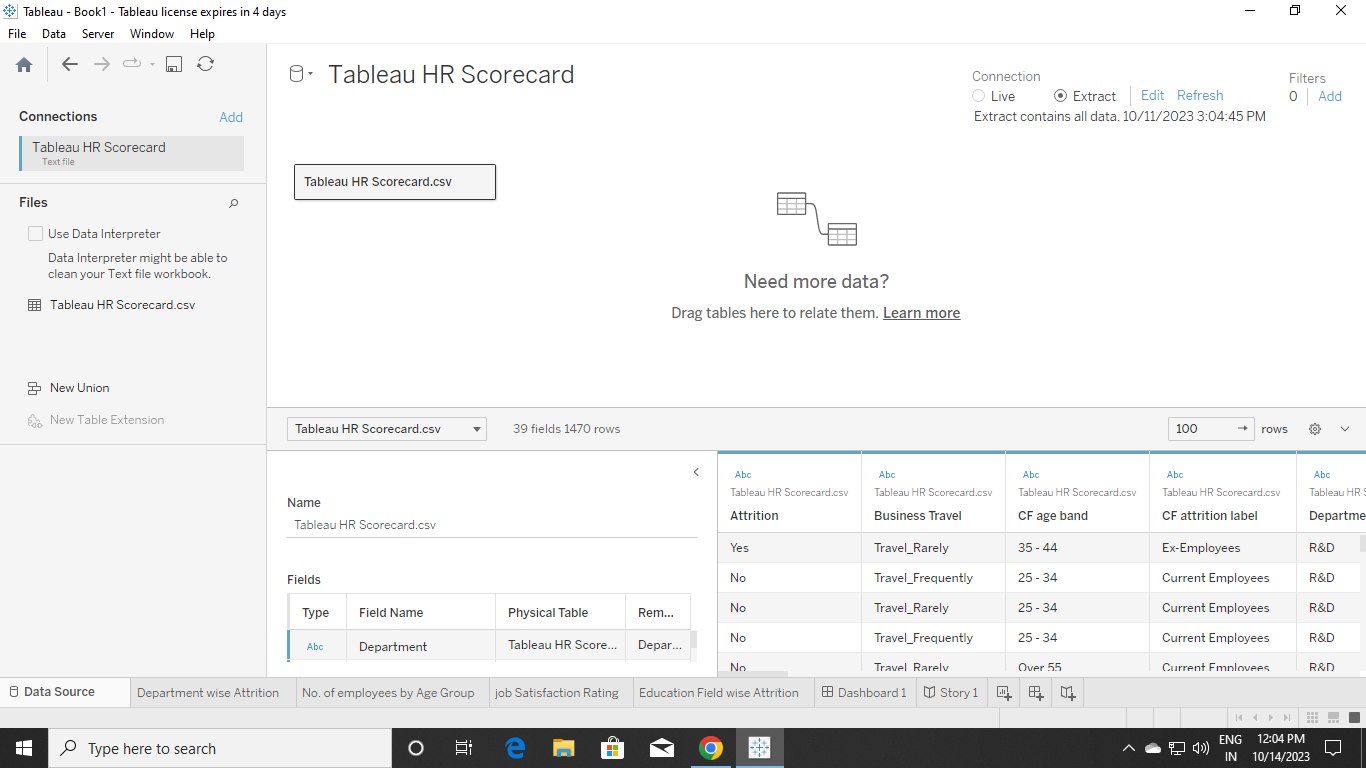 Tableau - Book1 - Tableau license expires in 4 days
File Data Server Window Help
Connections Add
Tableau HR Scorecard
Text file
Files
Use Data Interpreter
Data Interpreter might be able to
clean your Text file workbook.
Tableau HR Scorecard.csv
New Union
New Table Extension
Tableau HR Scorecard
Connection
Live Extract Edit Refresh
Extract contains all data. 10/11/2023 3:04:45 PM
Filters
0 Add
Tableau HR Scorecard.csv
Need more data?
Drag tables here to relate them. Learn more
Tableau HR Scorecard.csv 39 fields 1470 rows 100 rows
Name
Tableau HR Scorecard.csv
Fields
Type Field Name Physical Table Rem...
Abc Department Tableau HR Score... Depar...
Abc Abc Abc Abc Abc
Tableau HR Scorecard.csv Tableau HR Scorecard.csv Tableau HR Scorecard.csv Tableau HR Scorecard.csv Tableau HR S
Attrition Business Travel CF age band CF attrition label Departme
Yes Travel_Rarely 35 - 44 Ex-Employees R&D
No Travel_Frequently 25 - 34 Current Employees R&D
No Travel_Rarely 25 - 34 Current Employees R&D
No Travel_Frequently 25 - 34 Current Employees R&D
No Travel_Rarely Over 55 Current Employees R&D
Data Source Department wise Attrition No. of employees by Age Group job Satisfaction Rating Education Field wise Attrition Dashboard 1 Story 1
Type here to search
ENG
IN
12:04 PM
10/14/2023